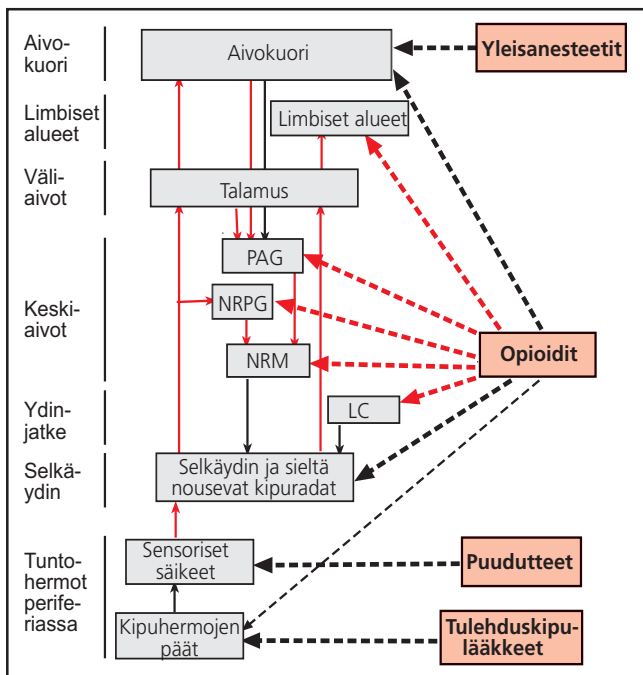 Aivo-
kuori
Aivokuori
Yleisanesteetit
Limbiset
alueet
Limbiset alueet
Väli-
aivot
Talamus
Keski-
aivot
PAG
NRPG
NRM
Opioidit
Ydin-
jatke
LC
Selkä-
ydin
Selkäydin ja sieltä
nousevat kipuradat
Tunto-
hermot
perife-
riassa
Sensoriset
säikeet
Puudutteet
Kipuhermojen
päät
Tulehduskipu-
lääkkeet